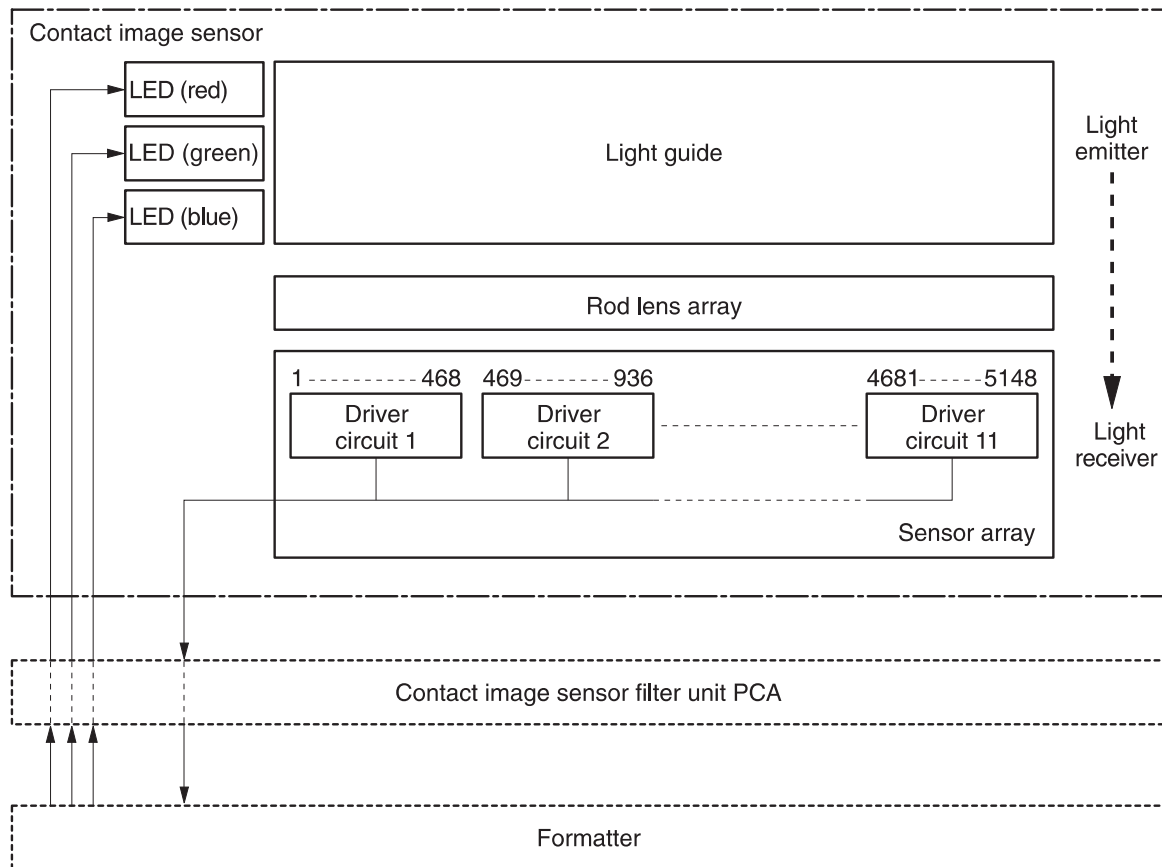 Contact image sensor
LED (red)
LED (green)
LED (blue)
Light guide
Light
emitter
Rod lens array
1 468
469 936
4681 5148
Driver
circuit 1
Driver
circuit 2
Driver
circuit 11
Light
receiver
Sensor array
Contact image sensor filter unit PCA
Formatter